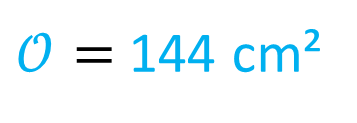 𝒪 = 144 cm²